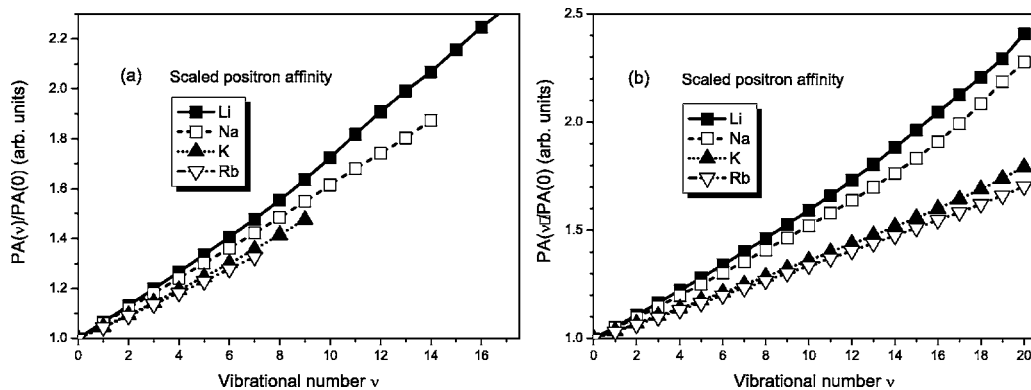 2.2
2.0
1.8
1.6
1.4
1.2
1.0
PA(ν)/PA(0) (arb. units)
(a) Scaled positron affinity
Li
Na
K
Rb
0 2 4 6 8 10 12 14 16
Vibrational number ν
2.5
2.0
1.5
1.0
PA(ν□/PA(0) (arb. units)
(b) Scaled positron affinity
Li
Na
K
Rb
0 2 4 6 8 10 12 14 16 18 20
Vibrational number ν